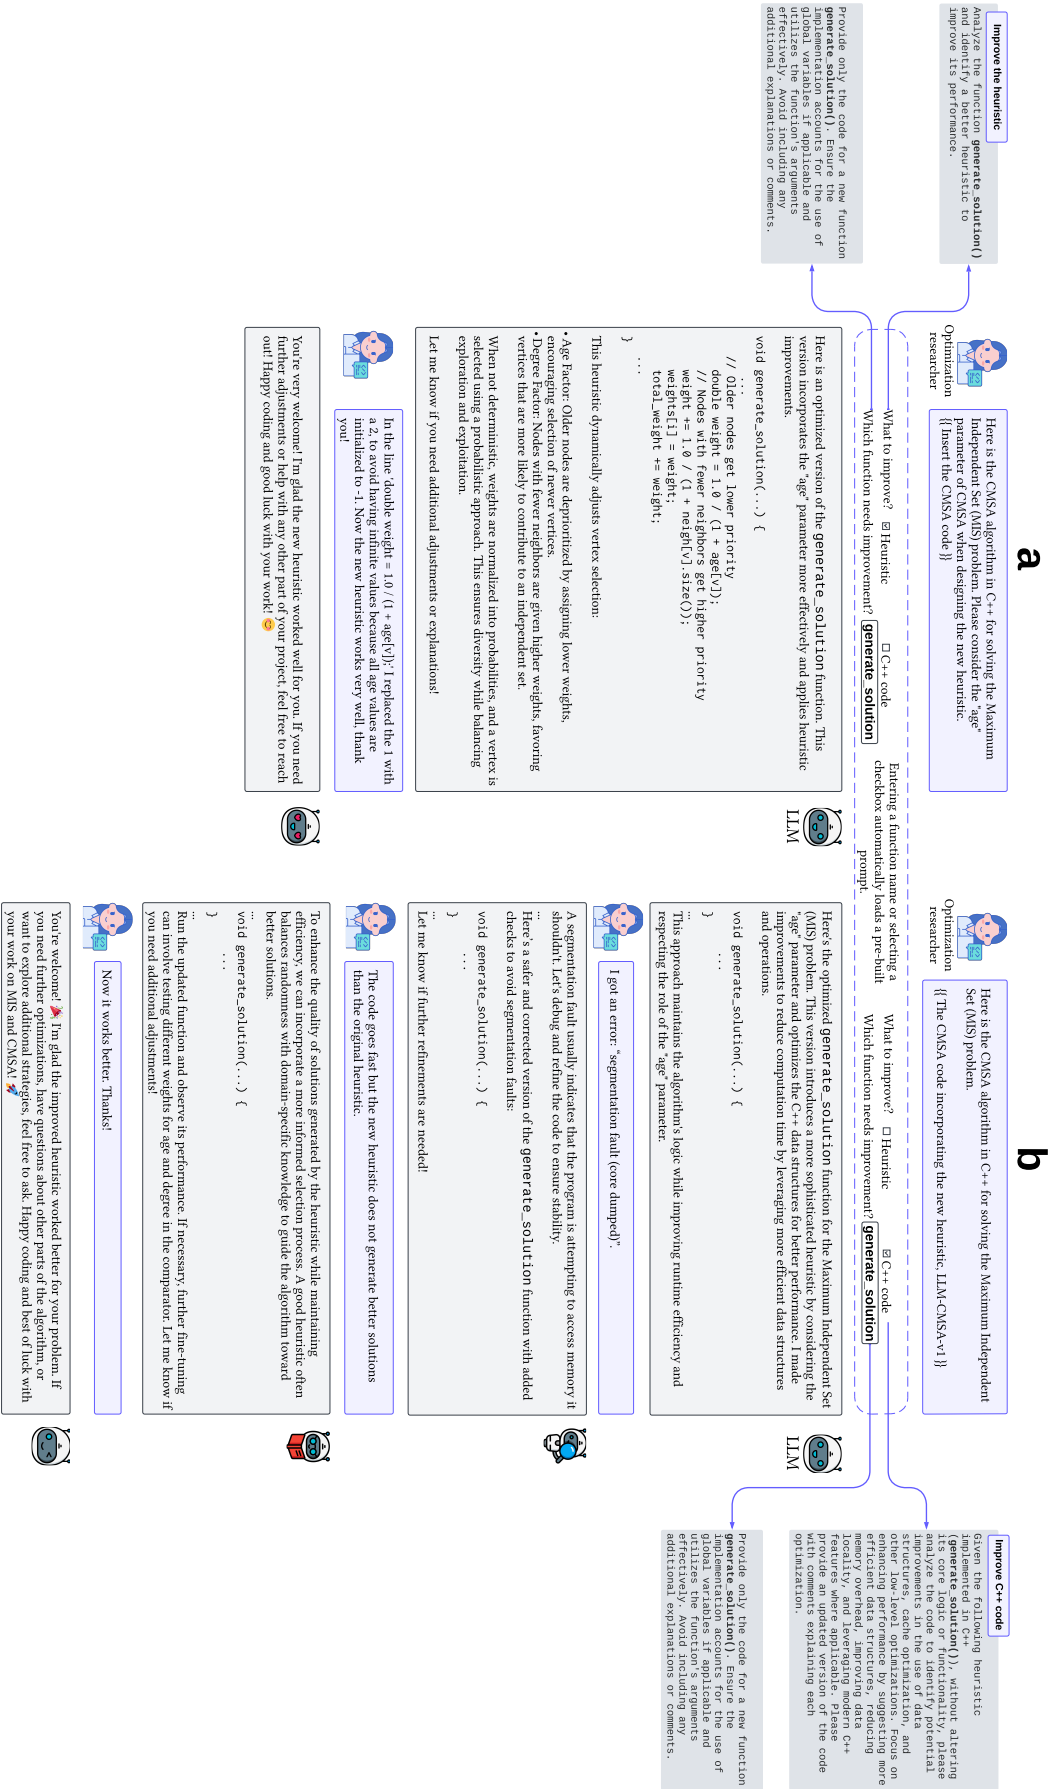 a
Improve the heuristic
Analyze the function generate_solution()
and identify a better heuristic to
improve its performance.
Provide only the code for a new function
generate_solution(). Ensure the
implementation accounts for the use of
global variables if applicable and
utilizes the function's arguments
effectively. Avoid including any
additional explanations or comments.
Optimization
researcher
Here is the CMSA algorithm in C++ for solving the Maximum
Independent Set (MIS) problem. Please consider the "age"
parameter of CMSA when designing the new heuristic.
{{ Insert the CMSA code }}
What to improve? ☑ Heuristic ☐ C++ code
Which function needs improvement? generate_solution
Entering a function name or selecting a
checkbox automatically loads a pre-built
prompt.
LLM
Here is an optimized version of the generate_solution function. This
version incorporates the "age" parameter more effectively and applies heuristic
improvements.
void generate_solution(...) {
...
// Older nodes get lower priority
double weight = 1.0 / (1 + age[v]);
// Nodes with fewer neighbors get higher priority
weight += 1.0 / (1 + neigh[v].size());
weights[i] = weight;
total_weight += weight;
...
}
This heuristic dynamically adjusts vertex selection:
• Age Factor: Older nodes are deprioritized by assigning lower weights,
encouraging selection of newer vertices.
• Degree Factor: Nodes with fewer neighbors are given higher weights, favoring
vertices that are more likely to contribute to an independent set.
When not deterministic, weights are normalized into probabilities, and a vertex is
selected using a probabilistic approach. This ensures diversity while balancing
exploration and exploitation.
Let me know if you need additional adjustments or explanations!
In the line 'double weight = 1.0 / (1 + age[v]);' I replaced the 1 with
a 2, to avoid having infinite values because all age values are
initialized to -1. Now the new heuristic works very well, thank
you!
You're very welcome! I'm glad the new heuristic worked well for you. If you need
further adjustments or help with any other part of your project, feel free to reach
out! Happy coding and good luck with your work! 😊
b
Optimization
researcher
Here is the CMSA algorithm in C++ for solving the Maximum Independent
Set (MIS) problem.
{{ The CMSA code incorporating the new heuristic, LLM-CMSA-v1 }}
What to improve? ☐ Heuristic ☑ C++ code
Which function needs improvement? generate_solution
Improve C++ code
Given the following heuristic
implemented in C++
(generate_solution()), without altering
its core logic or functionality, please
analyze the code to identify potential
improvements in the use of data
structures, cache optimization, and
other low-level optimizations. Focus on
enhancing performance by suggesting more
efficient data structures, reducing
memory overhead, improving data
locality, and leveraging modern C++
features where applicable. Please
provide an updated version of the code
with comments explaining each
optimization.
Provide only the code for a new function
generate_solution(). Ensure the
implementation accounts for the use of
global variables if applicable and
utilizes the function's arguments
effectively. Avoid including any
additional explanations or comments.
LLM
Here's the optimized generate_solution function for the Maximum Independent Set
(MIS) problem. This version introduces a more sophisticated heuristic by considering the
"age" parameter and optimizes the C++ data structures for better performance. I made
improvements to reduce computation time by leveraging more efficient data structures
and operations.
void generate_solution(...) {
...
}
...
This approach maintains the algorithm's logic while improving runtime efficiency and
respecting the role of the "age" parameter.
I got an error: "segmentation fault (core dumped)".
A segmentation fault usually indicates that the program is attempting to access memory it
shouldn't. Let's debug and refine the code to ensure stability.
...
Here's a safer and corrected version of the generate_solution function with added
checks to avoid segmentation faults:
void generate_solution(...) {
...
}
...
Let me know if further refinements are needed!
The code goes fast but the new heuristic does not generate better solutions
than the original heuristic.
To enhance the quality of solutions generated by the heuristic while maintaining
efficiency, we can incorporate a more informed selection process. A good heuristic often
balances randomness with domain-specific knowledge to guide the algorithm toward
better solutions.
...
void generate_solution(...) {
...
}
...
Run the updated function and observe its performance. If necessary, further fine-tuning
can involve testing different weights for age and degree in the comparator. Let me know if
you need additional adjustments!
Now it works better. Thanks!
You're welcome! 🎉 I'm glad the improved heuristic worked better for your problem. If
you need further optimizations, have questions about other parts of the algorithm, or
want to explore additional strategies, feel free to ask. Happy coding and best of luck with
your work on MIS and CMSA! 🚀